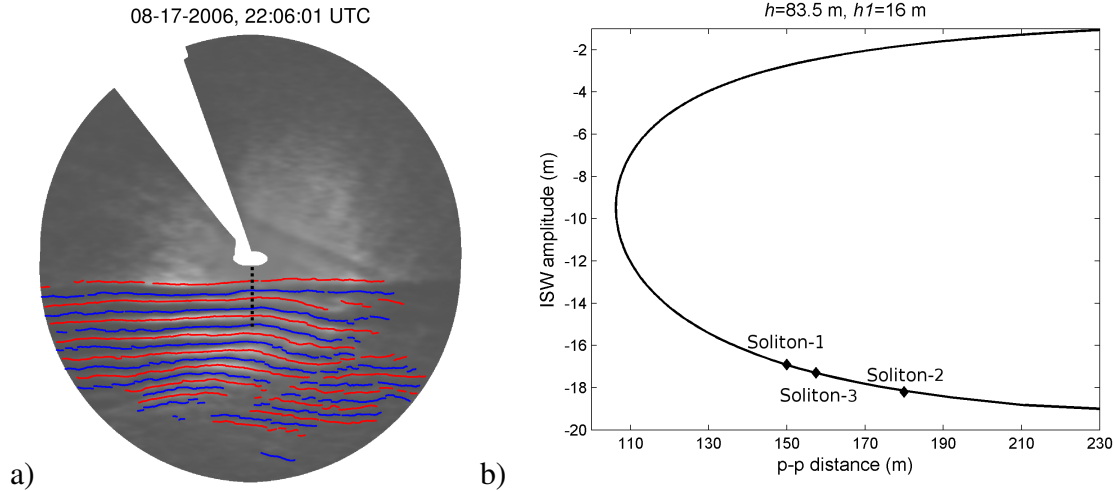 08-17-2006, 22:06:01 UTC
a)
h=83.5 m, h1=16 m
ISW amplitude (m)
-2
-4
-6
-8
-10
-12
-14
-16
-18
-20
Soliton-1
Soliton-2
Soliton-3
110 130 150 170 190 210 230
p-p distance (m)
b)